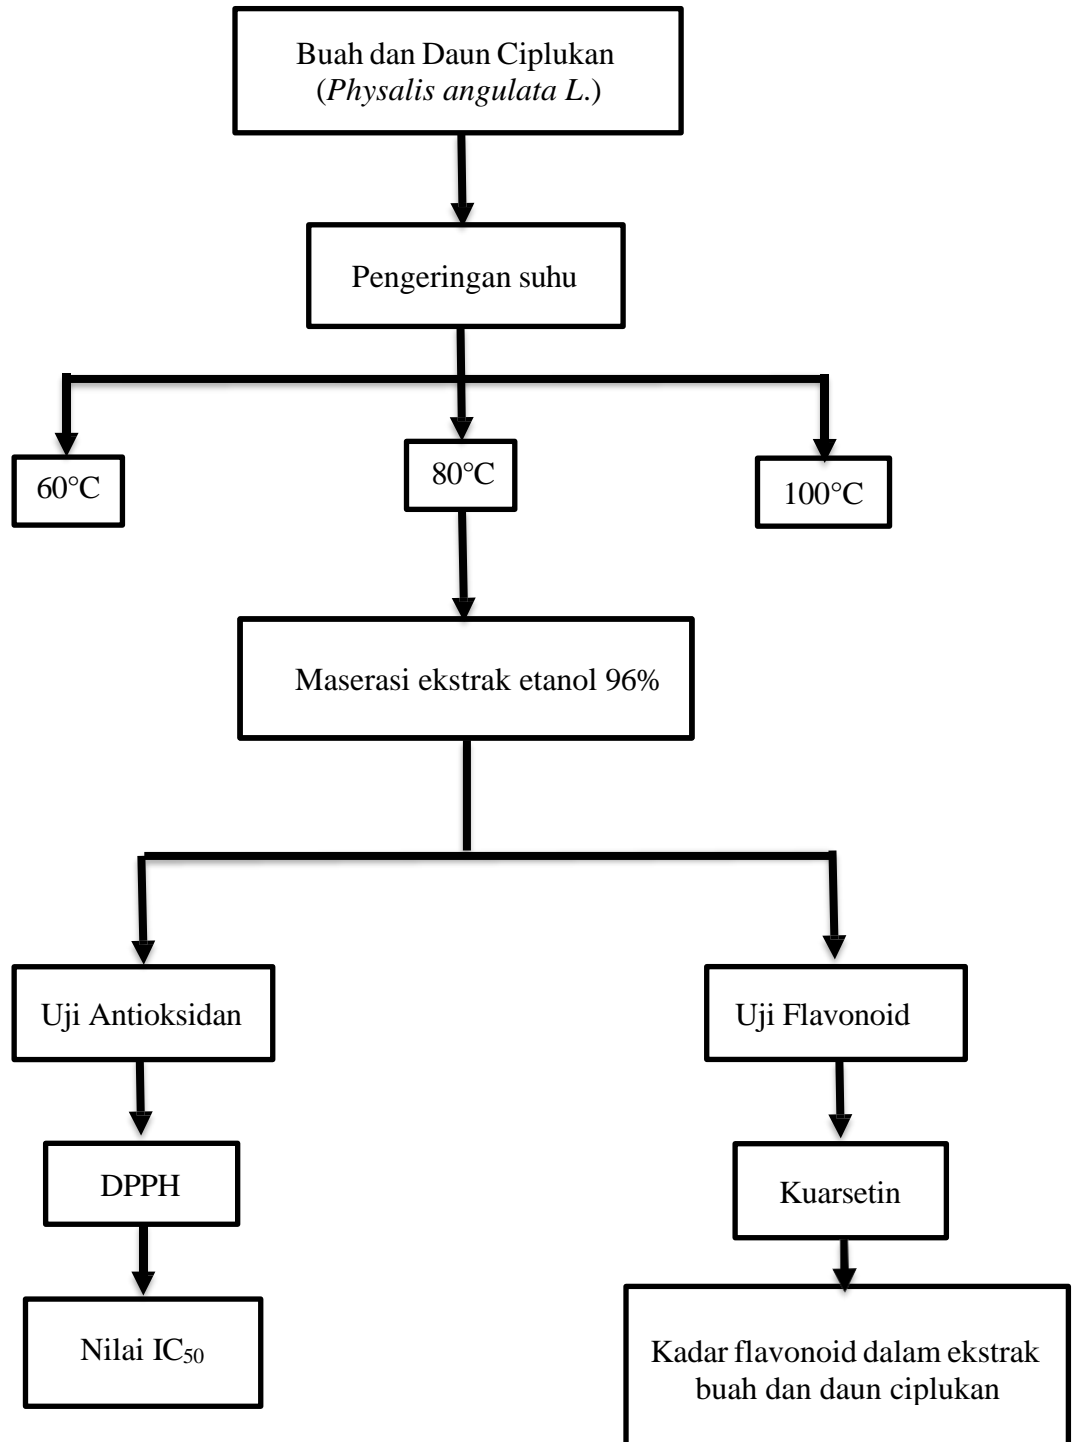 Buah dan Daun Ciplukan
(Physalis angulata L.)
Pengeringan suhu
60°C
80°C
100°C
Maserasi ekstrak etanol 96%
Uji Antioksidan
Uji Flavonoid
DPPH
Kuarsetin
Nilai IC₅₀
Kadar flavonoid dalam ekstrak
buah dan daun ciplukan